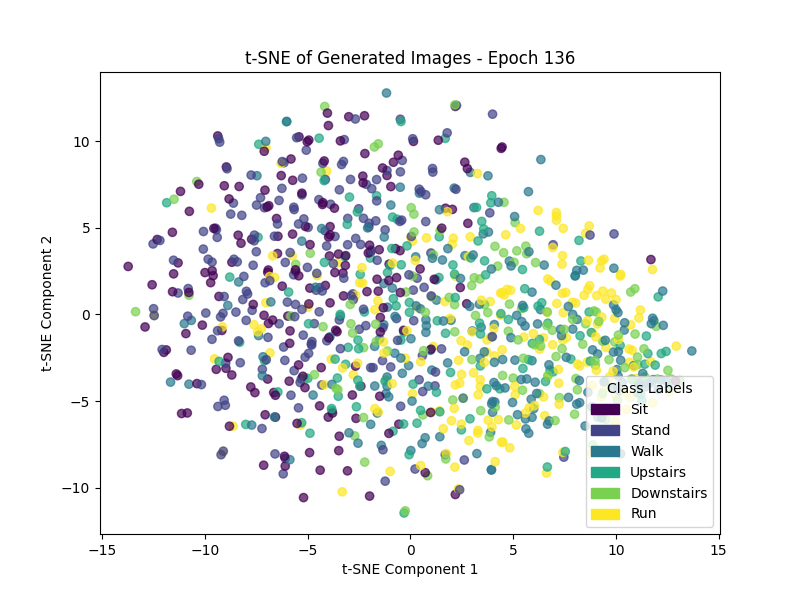 t-SNE of Generated Images - Epoch 136
t-SNE Component 2
10
5
0
−5
−10
Class Labels
Sit
Stand
Walk
Upstairs
Downstairs
Run
−15
−10
−5
0
5
10
15
t-SNE Component 1